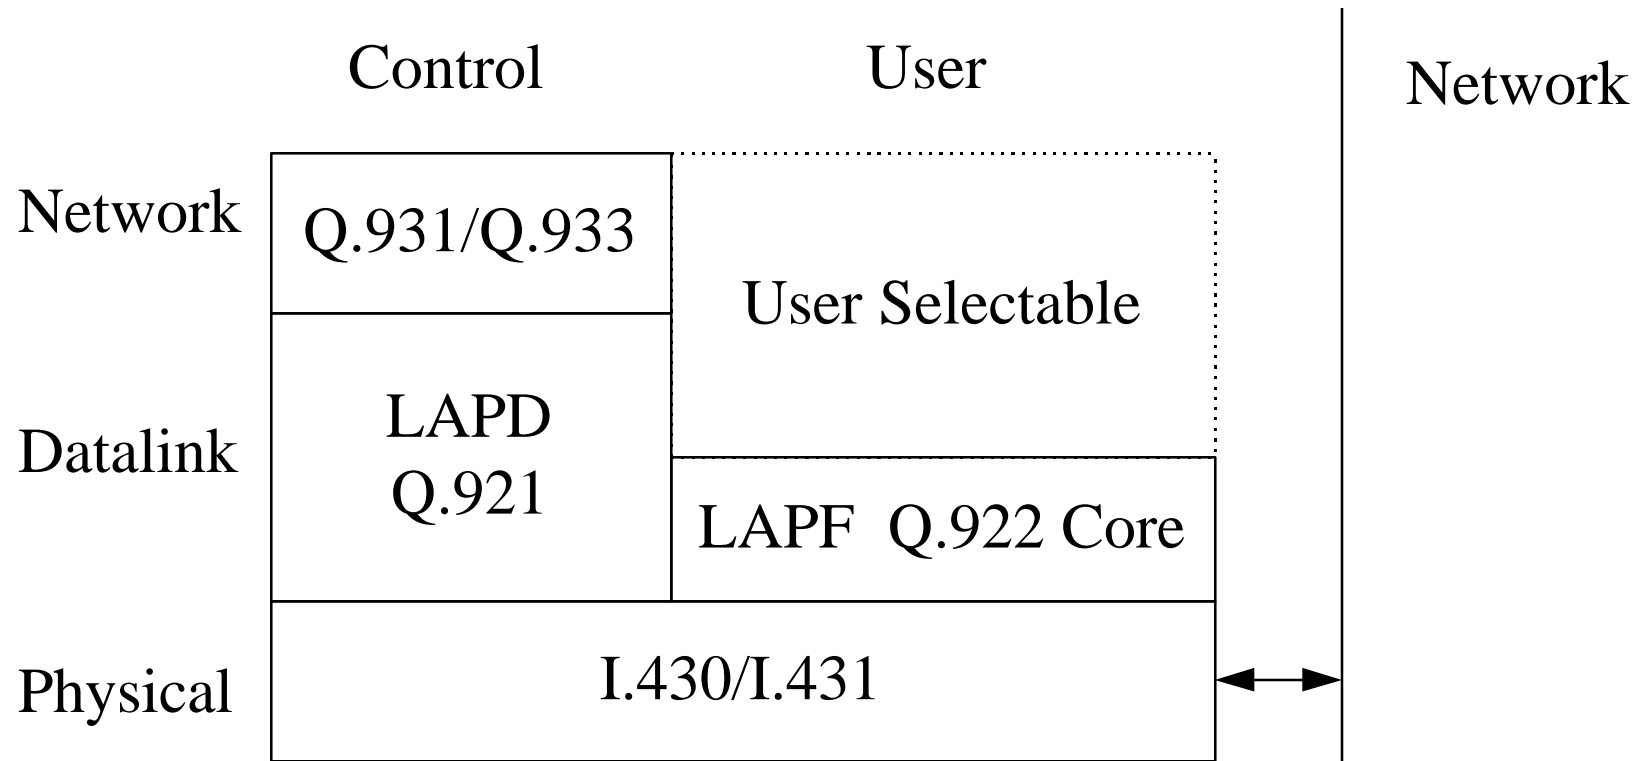 Control
User
Network
Network
Q.931/Q.933
User Selectable
LAPD
Q.921
Datalink
LAPF Q.922 Core
Physical
I.430/I.431